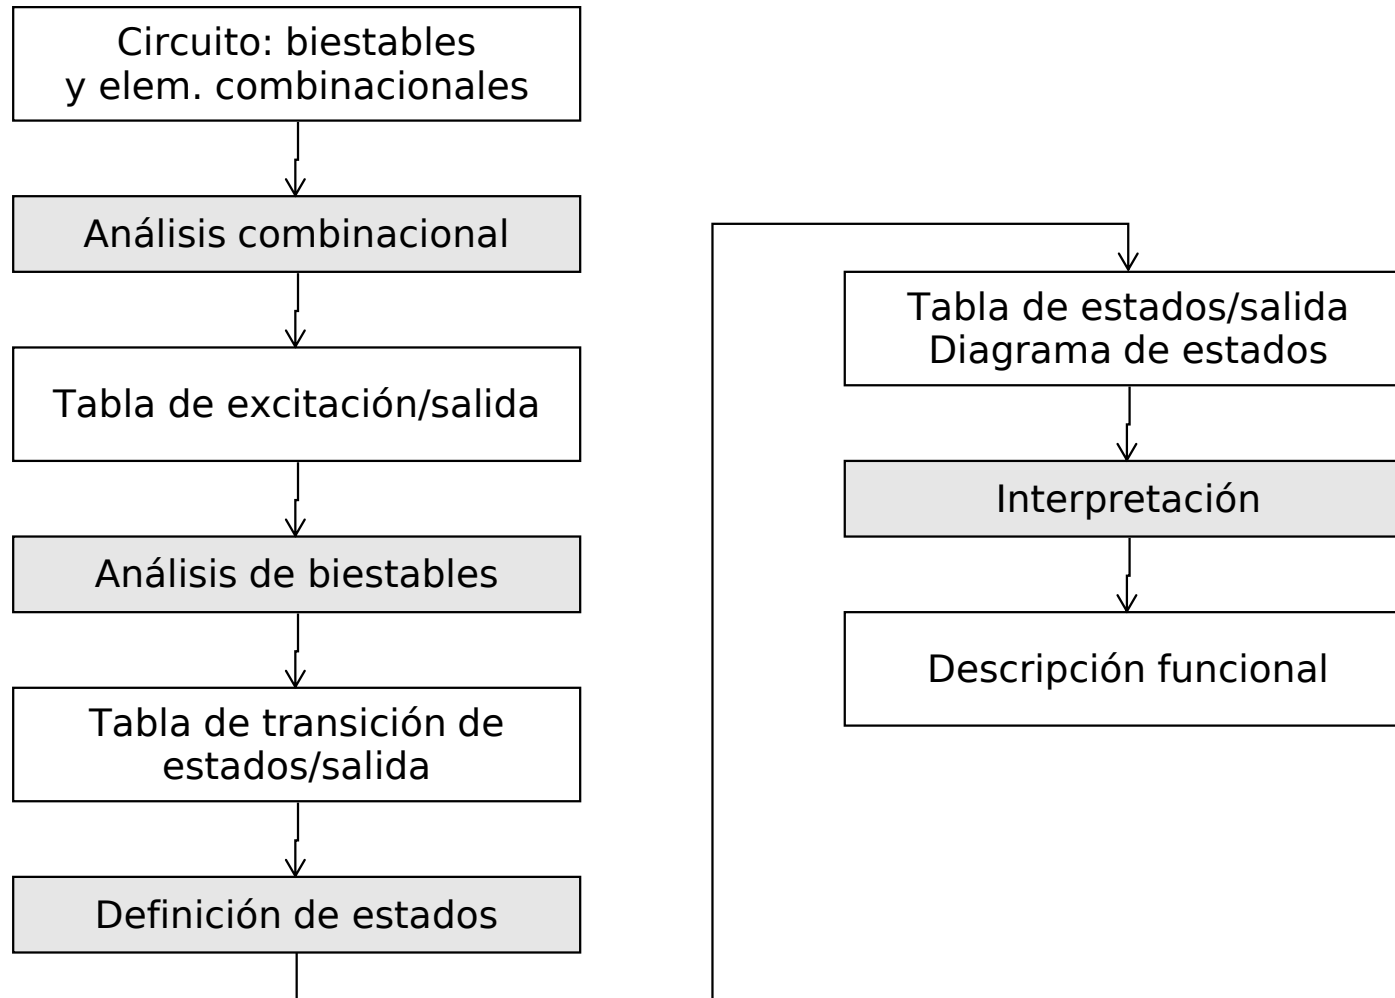 Circuito: biestables
y elem. combinacionales
Análisis combinacional
Tabla de excitación/salida
Análisis de biestables
Tabla de transición de
estados/salida
Definición de estados
Tabla de estados/salida
Diagrama de estados
Interpretación
Descripción funcional